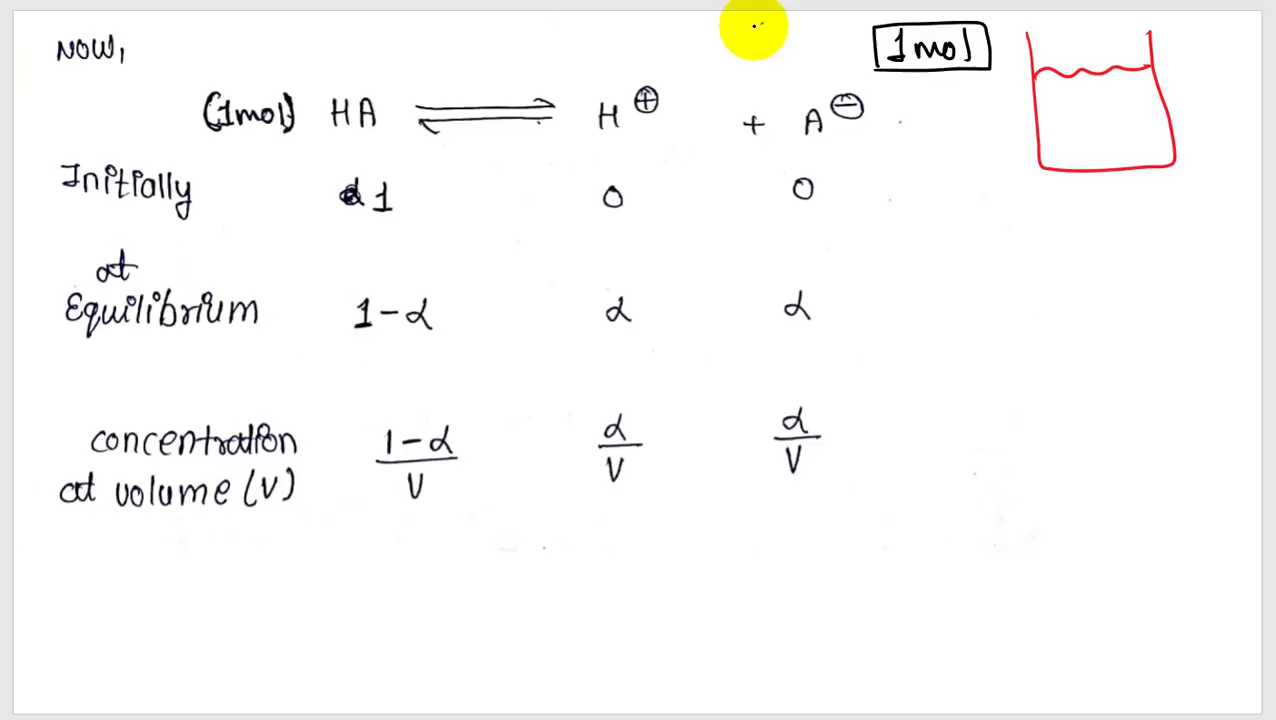 Now,
1mol
(1mol) HA ⇌ H⊕ + A⊖
Initially 1 0 0
at
Equilibrium 1-α α α
concentration
at volume (V) (1-α)/V α/V α/V